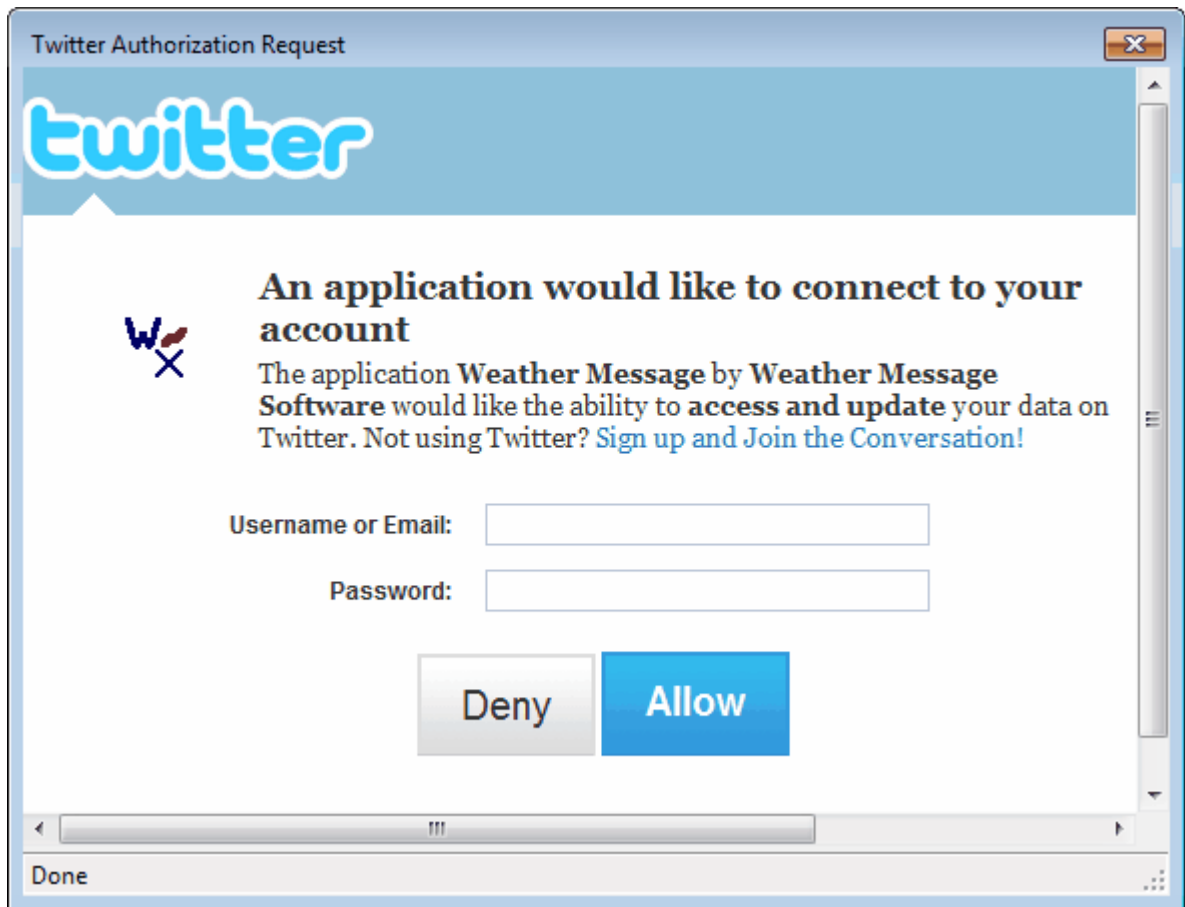 Twitter Authorization Request
twitter
An application would like to connect to your
account
W
X
The application Weather Message by Weather Message
Software would like the ability to access and update your data on
Twitter. Not using Twitter? Sign up and Join the Conversation!
Username or Email:
Password:
Deny Allow
Done